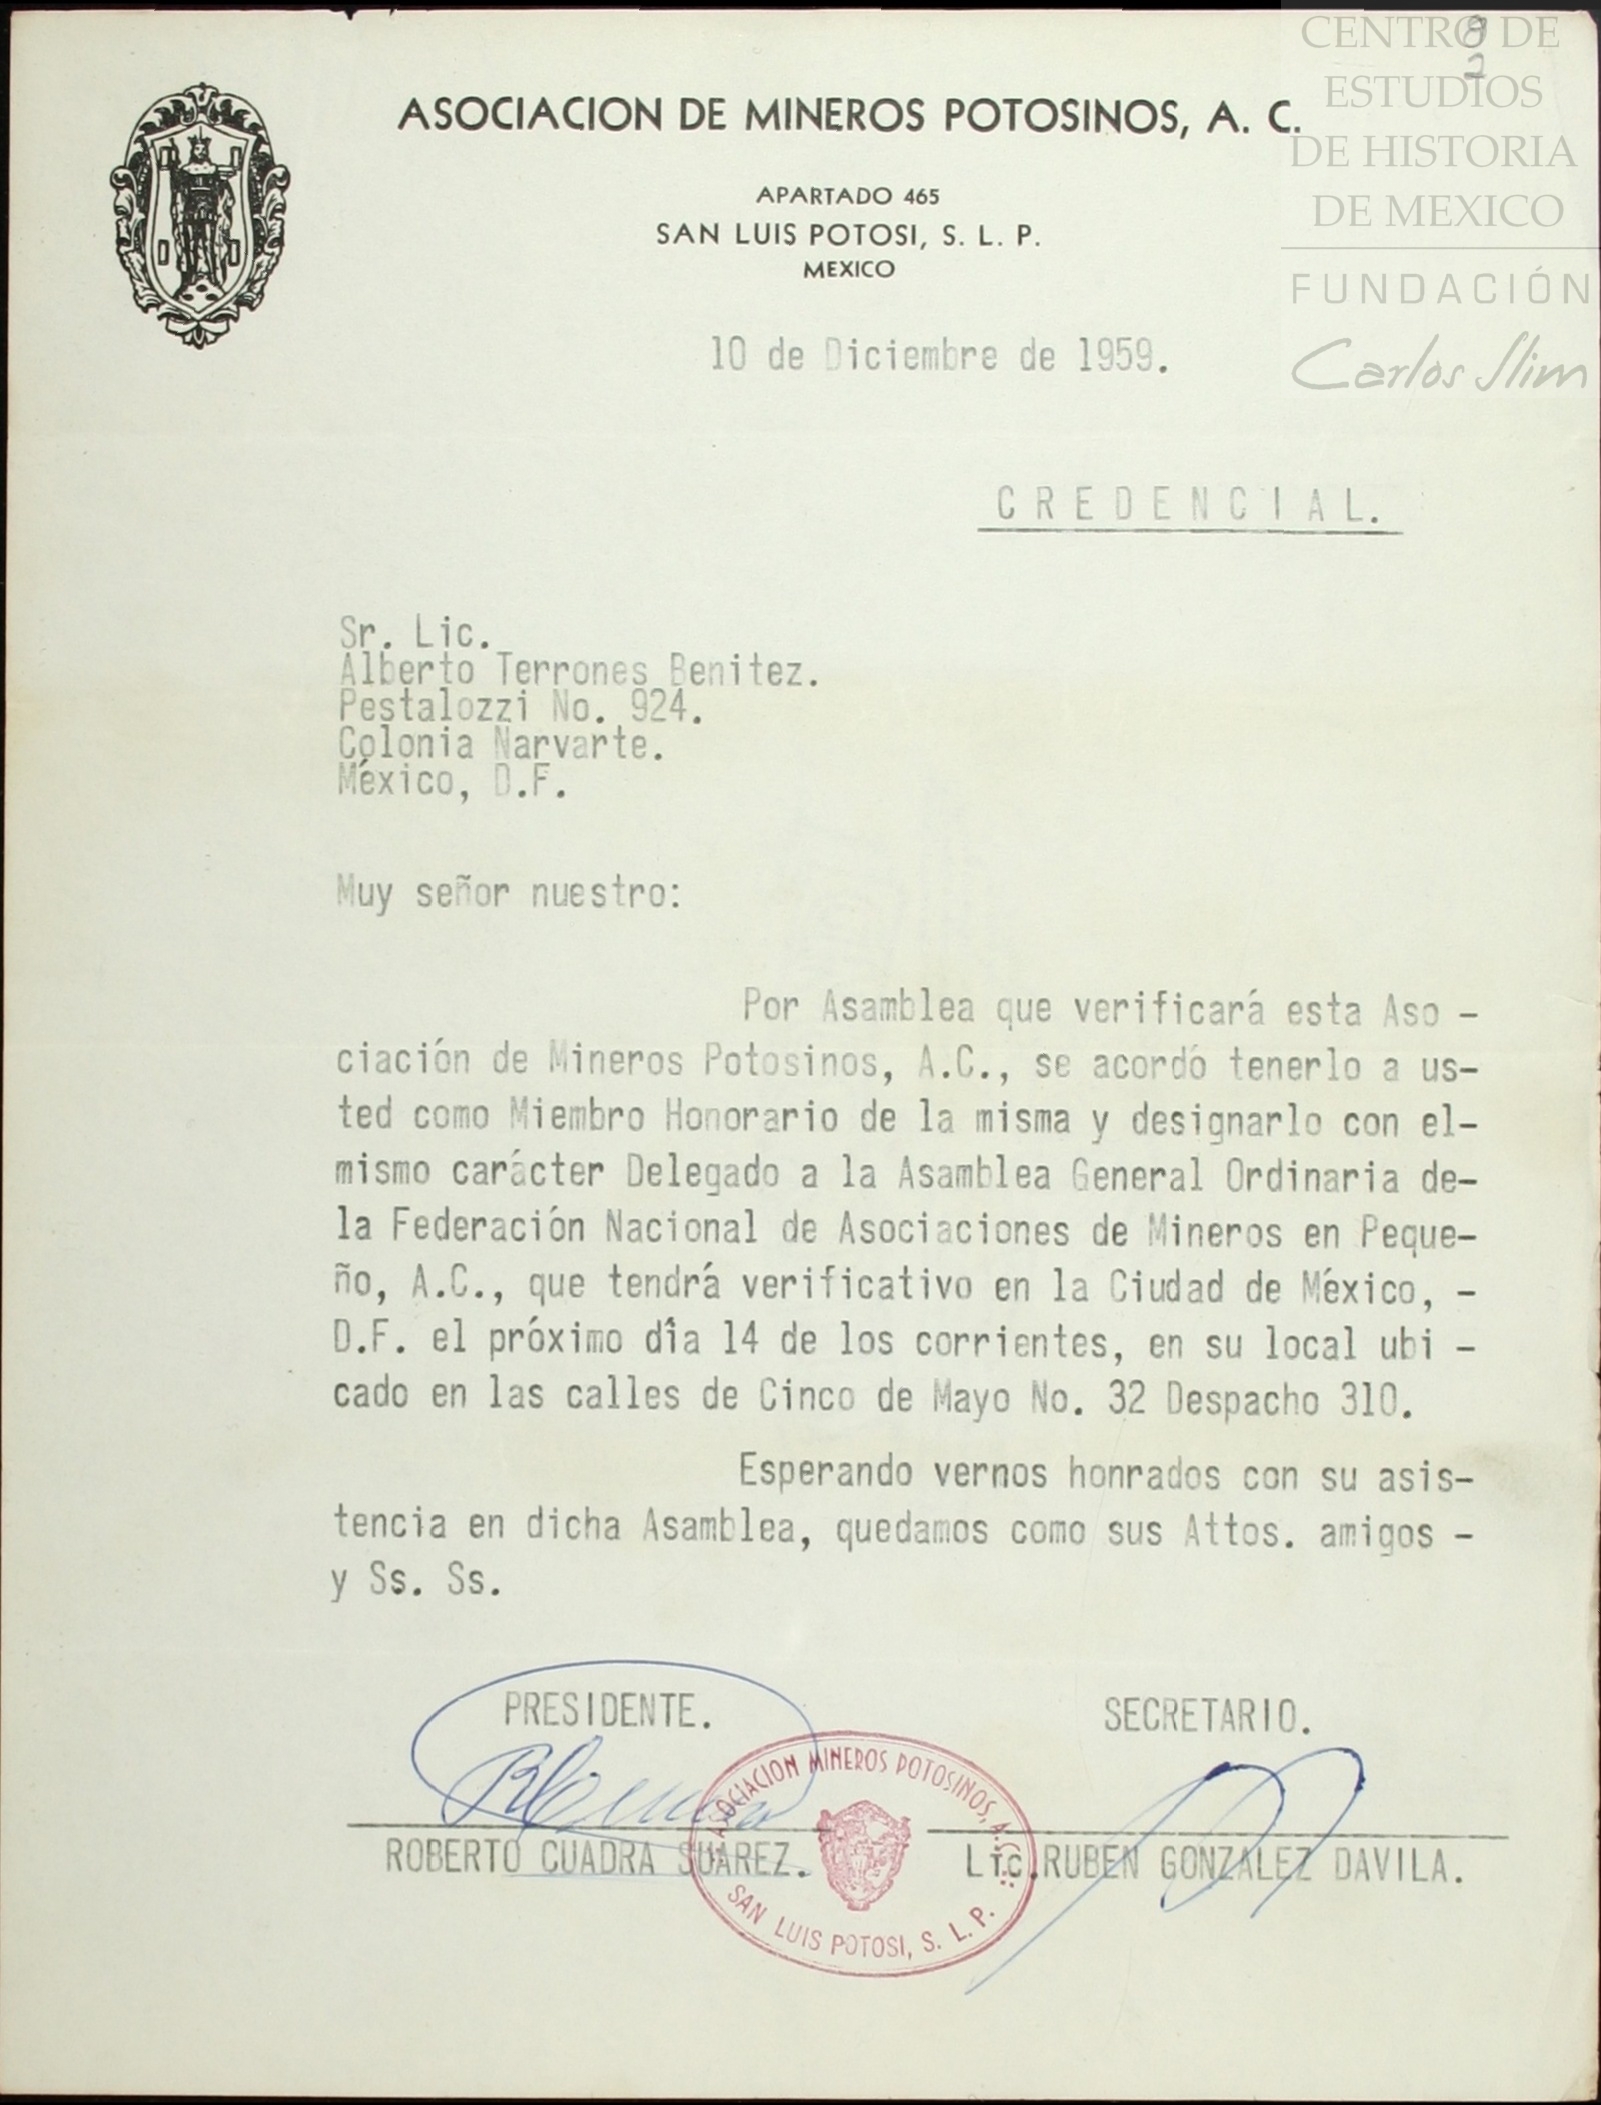 CENTRO DE
ESTUDIOS
DE HISTORIA
DE MEXICO
FUNDACIÓN
Carlos Slim
9
2
ASOCIACION DE MINEROS POTOSINOS, A. C.
APARTADO 465
SAN LUIS POTOSI, S. L. P.
MEXICO
10 de Diciembre de 1959.
CREDENCIAL.
Sr. Lic.
Alberto Terrones Benitez.
Pestalozzi No. 924.
Colonia Narvarte.
México, D.F.
Muy señor nuestro:
Por Asamblea que verificará esta Aso -
ciación de Mineros Potosinos, A.C., se acordó tenerlo a us-
ted como Miembro Honorario de la misma y designarlo con el-
mismo carácter Delegado a la Asamblea General Ordinaria de-
la Federación Nacional de Asociaciones de Mineros en Peque-
ño, A.C., que tendrá verificativo en la Ciudad de México, -
D.F. el próximo día 14 de los corrientes, en su local ubi -
cado en las calles de Cinco de Mayo No. 32 Despacho 310.
Esperando vernos honrados con su asis-
tencia en dicha Asamblea, quedamos como sus Attos. amigos -
y Ss. Ss.
PRESIDENTE. SECRETARIO.
ROBERTO CUADRA SUAREZ. Lic. RUBEN GONZALEZ DAVILA.
ASOCIACION MINEROS POTOSINOS, A. C.
SAN LUIS POTOSI, S. L. P.